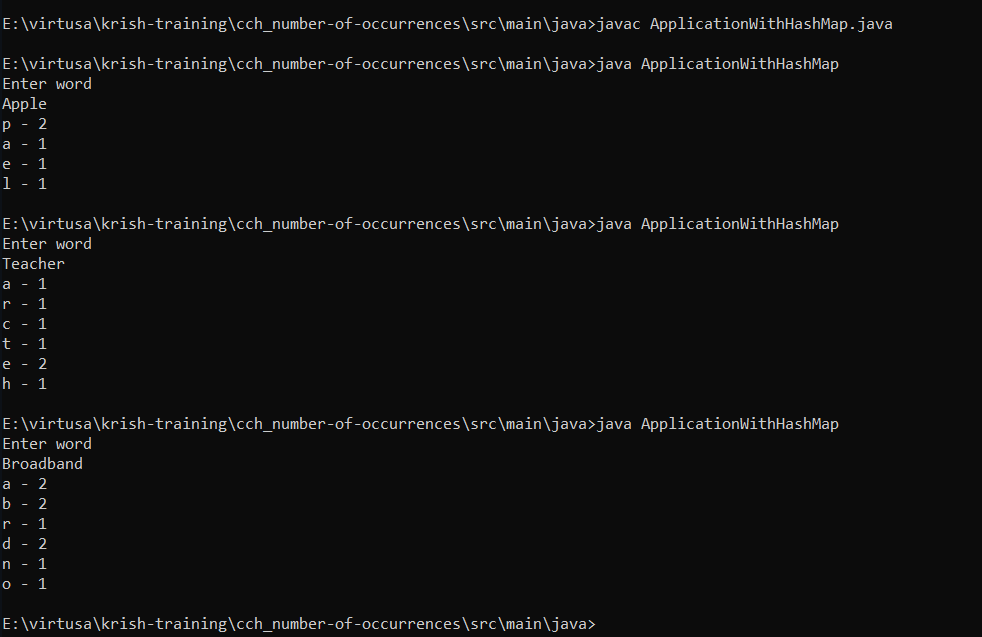 E:\virtusa\krish-training\cch_number-of-occurrences\src\main\java>javac ApplicationWithHashMap.java
E:\virtusa\krish-training\cch_number-of-occurrences\src\main\java>java ApplicationWithHashMap
Enter word
Apple
p - 2
a - 1
e - 1
l - 1
E:\virtusa\krish-training\cch_number-of-occurrences\src\main\java>java ApplicationWithHashMap
Enter word
Teacher
a - 1
r - 1
c - 1
t - 1
e - 2
h - 1
E:\virtusa\krish-training\cch_number-of-occurrences\src\main\java>java ApplicationWithHashMap
Enter word
Broadband
a - 2
b - 2
r - 1
d - 2
n - 1
o - 1
E:\virtusa\krish-training\cch_number-of-occurrences\src\main\java>